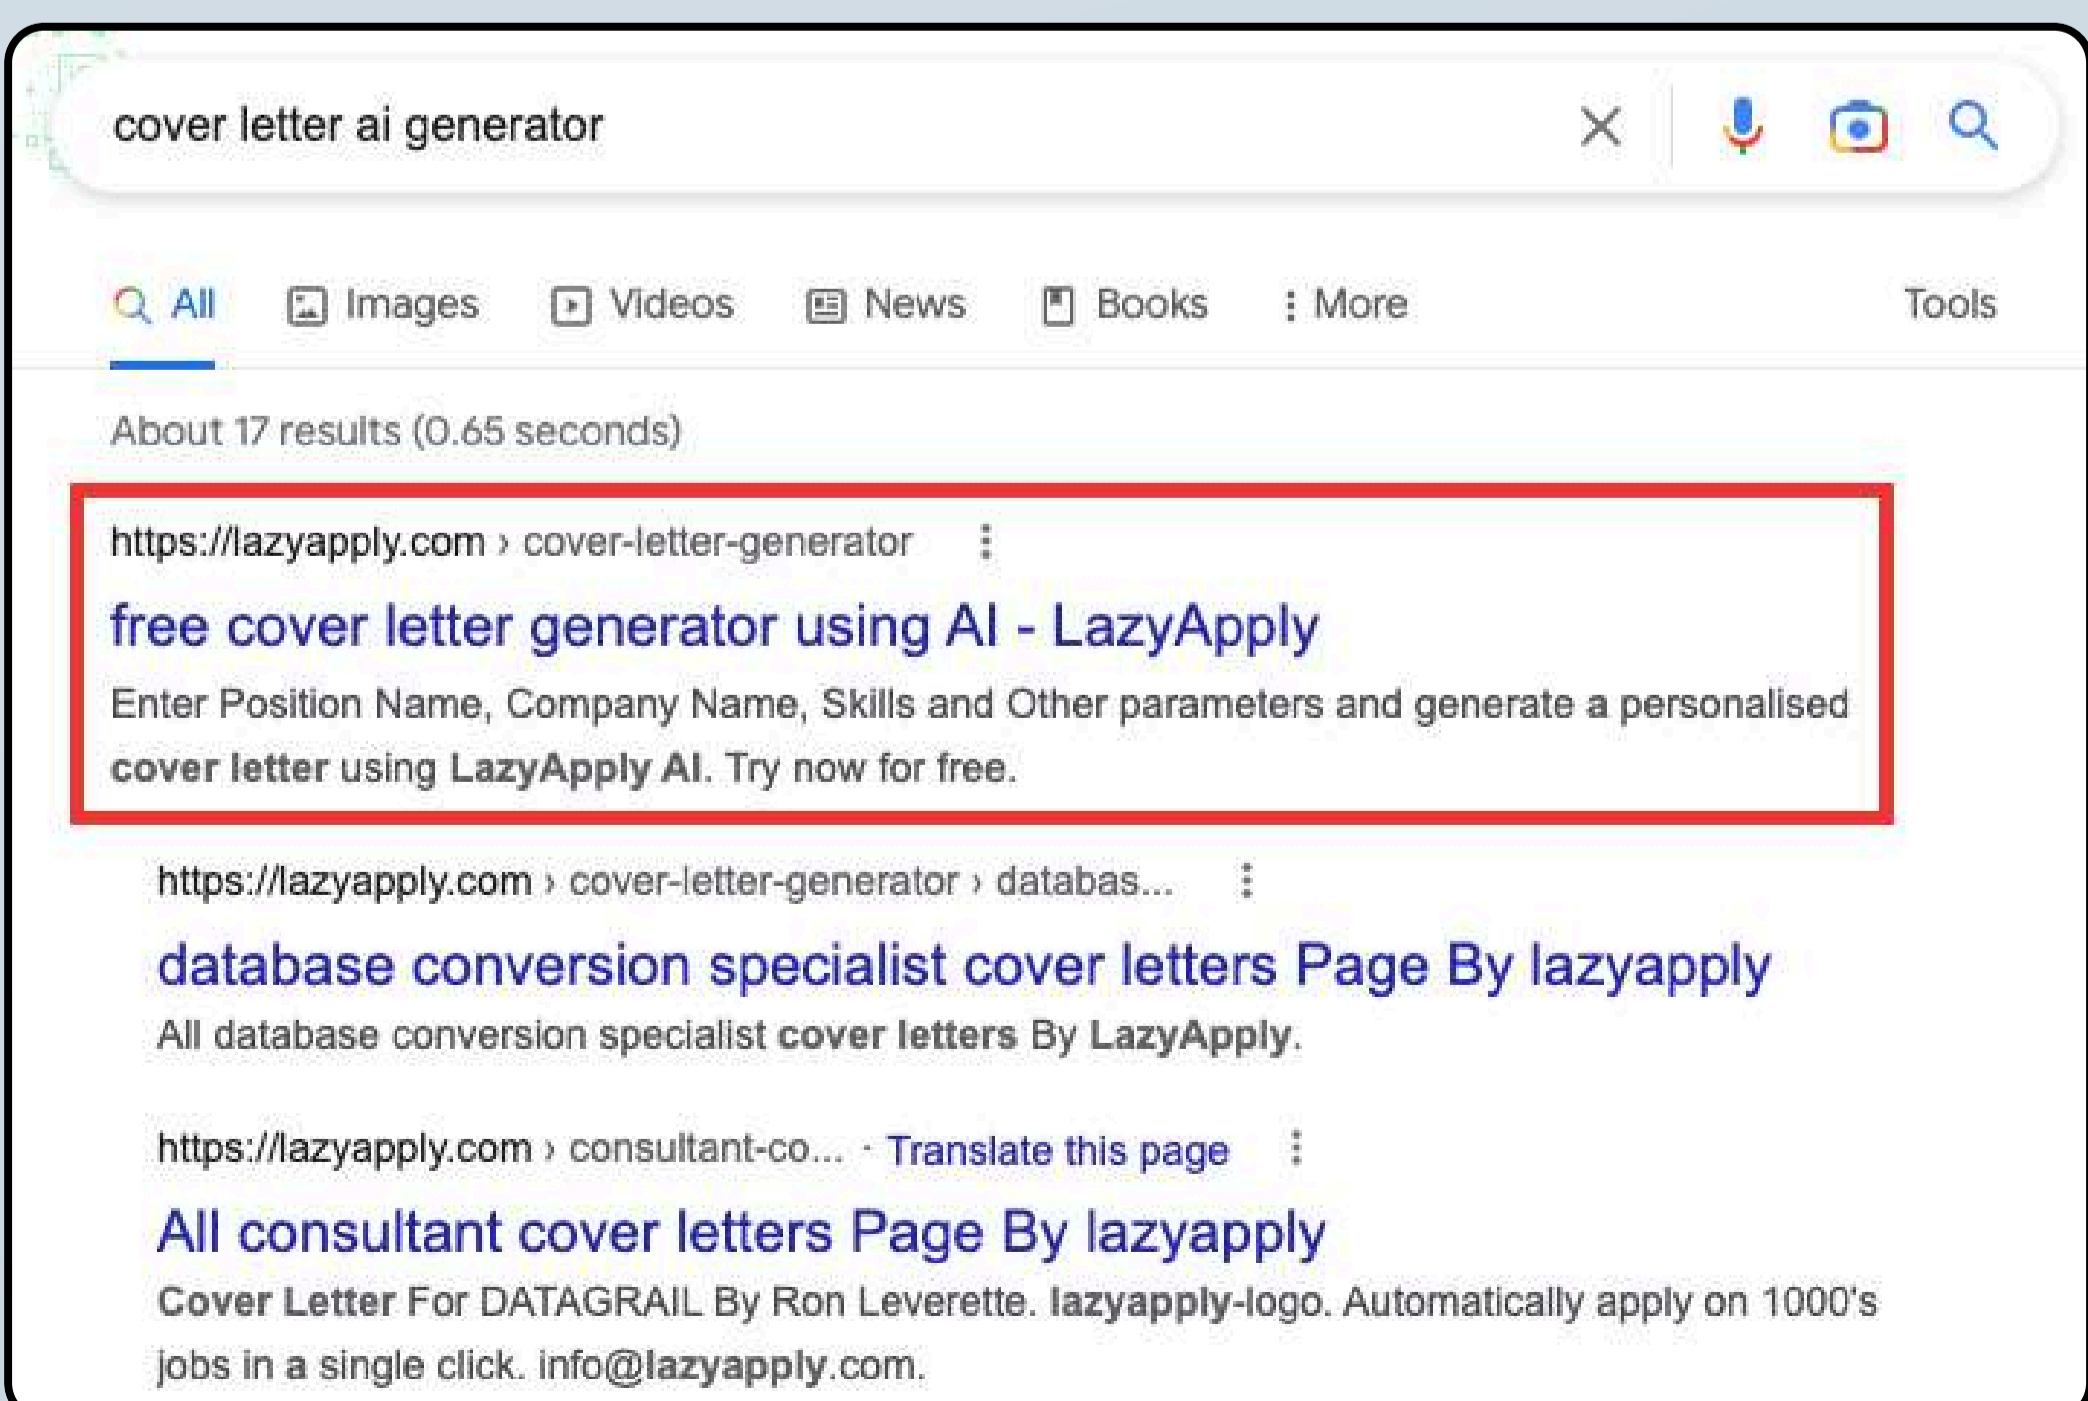 cover letter ai generator
All Images Videos News Books More Tools
About 17 results (0.65 seconds)
https://lazyapply.com › cover-letter-generator
free cover letter generator using AI - LazyApply
Enter Position Name, Company Name, Skills and Other parameters and generate a personalised
cover letter using LazyApply AI. Try now for free.
https://lazyapply.com › cover-letter-generator › databas...
database conversion specialist cover letters Page By lazyapply
All database conversion specialist cover letters By LazyApply.
https://lazyapply.com › consultant-co... · Translate this page
All consultant cover letters Page By lazyapply
Cover Letter For DATAGRAIL By Ron Leverette. lazyapply-logo. Automatically apply on 1000's
jobs in a single click. info@lazyapply.com.